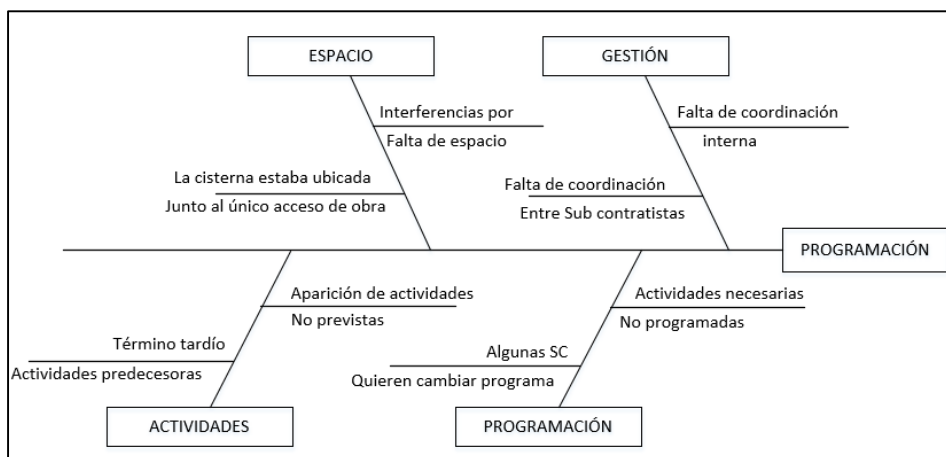 ESPACIO
GESTIÓN
Interferencias por
Falta de espacio
Falta de coordinación
interna
La cisterna estaba ubicada
Junto al único acceso de obra
Falta de coordinación
Entre Sub contratistas
PROGRAMACIÓN
Aparición de actividades
No previstas
Actividades necesarias
No programadas
Término tardío
Actividades predecesoras
Algunas SC
Quieren cambiar programa
ACTIVIDADES
PROGRAMACIÓN